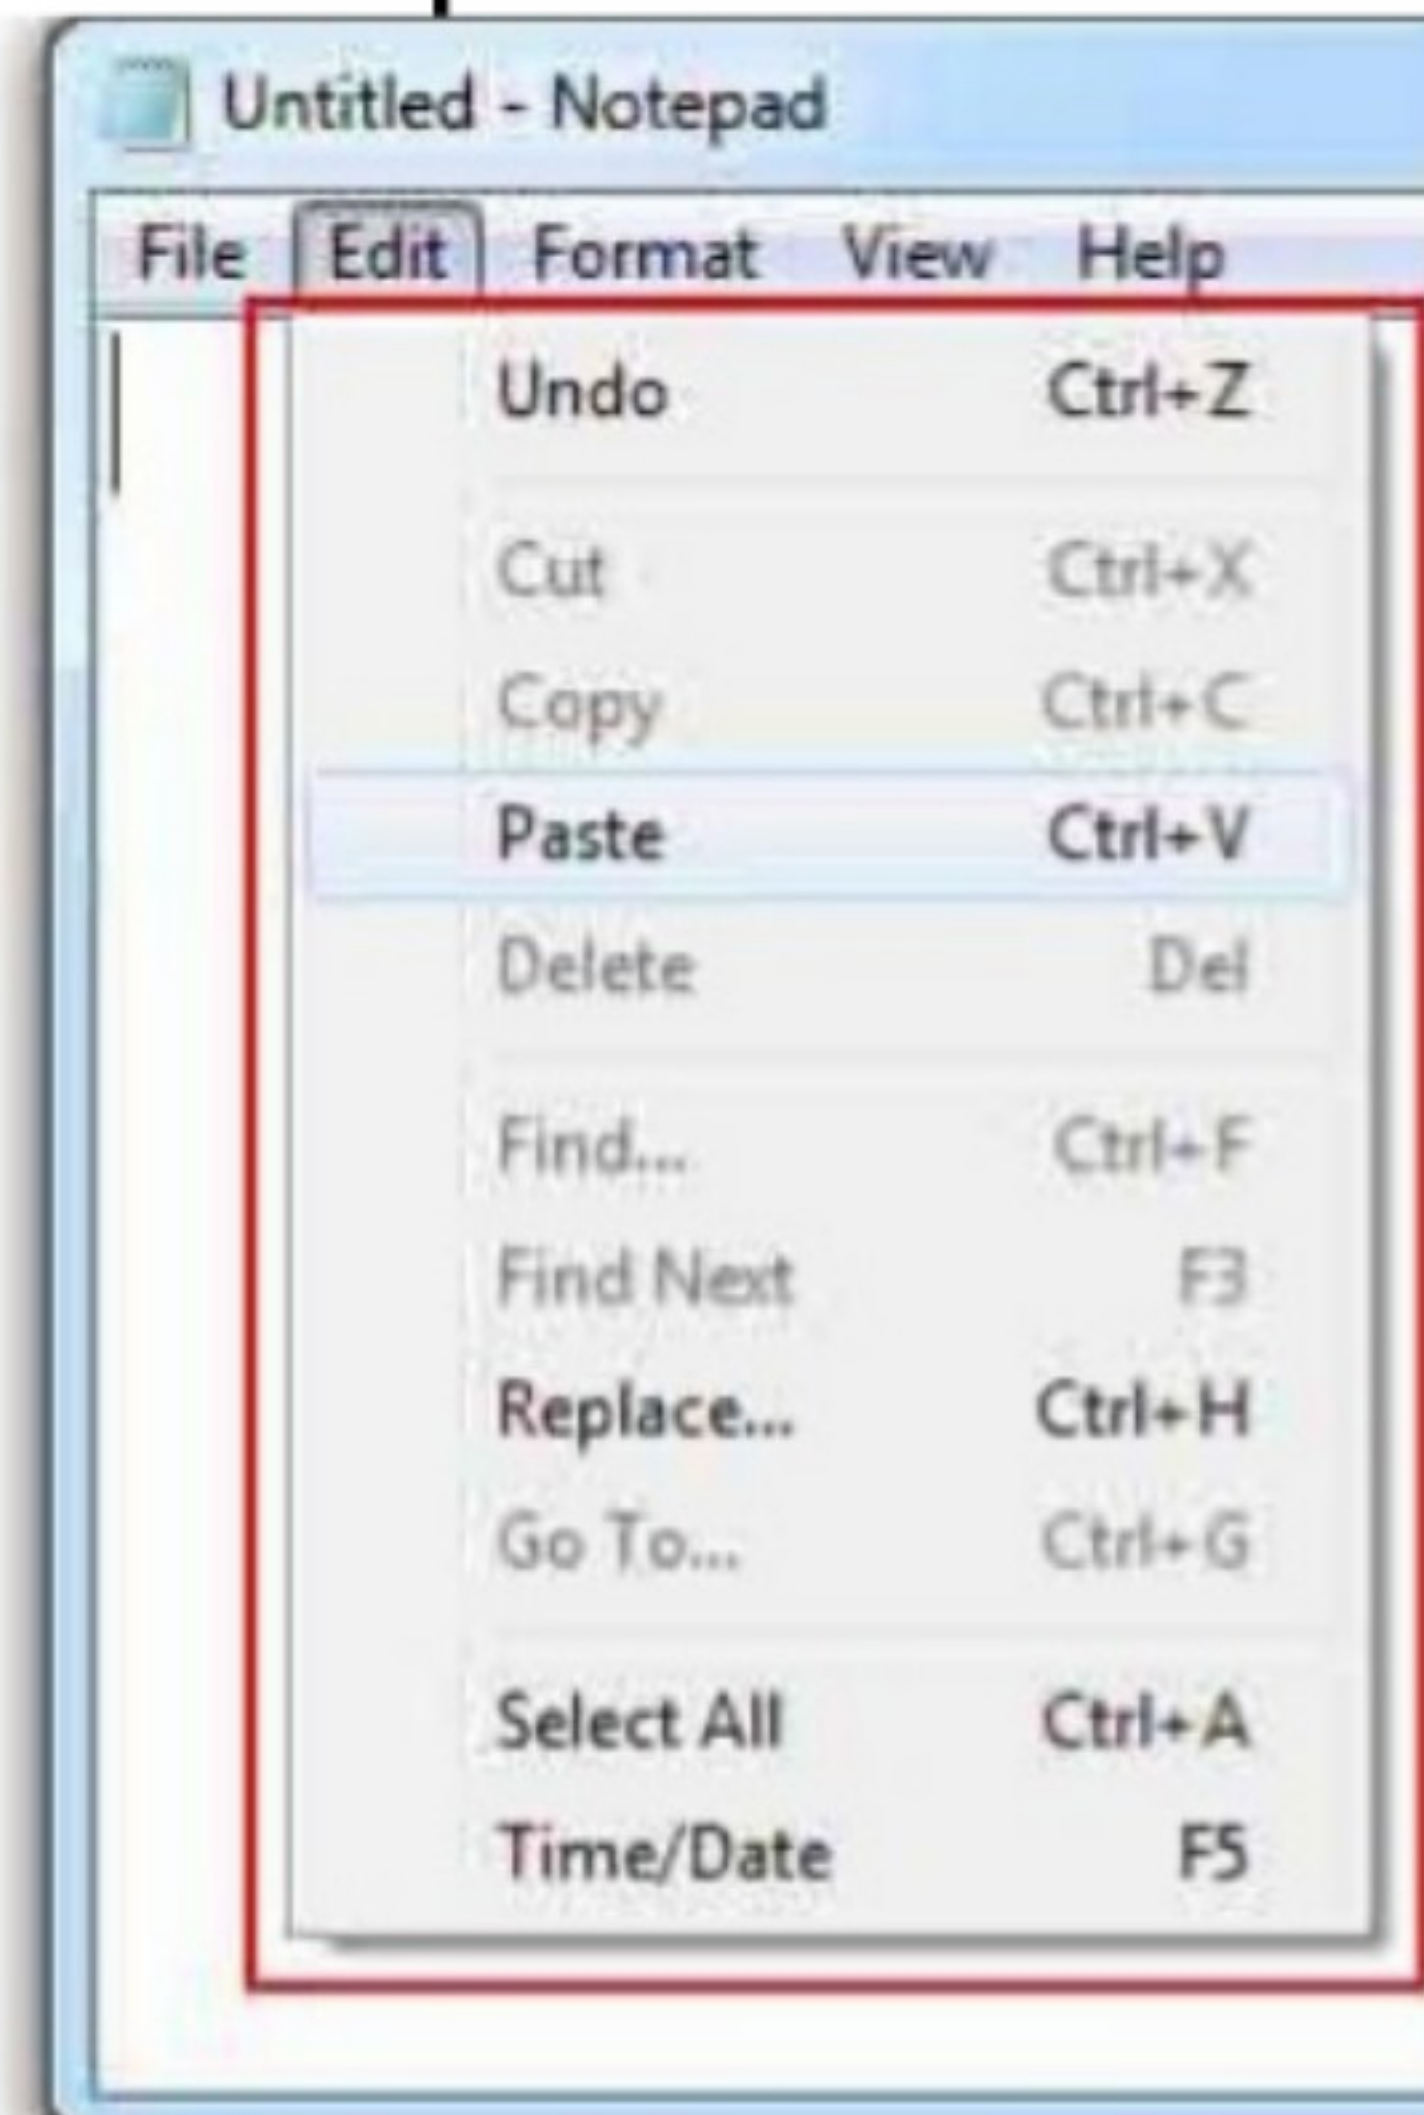 Untitled - Notepad
File Edit Format View Help
Undo Ctrl+Z
Cut Ctrl+X
Copy Ctrl+C
Paste Ctrl+V
Delete Del
Find... Ctrl+F
Find Next F3
Replace... Ctrl+H
Go To... Ctrl+G
Select All Ctrl+A
Time/Date F5